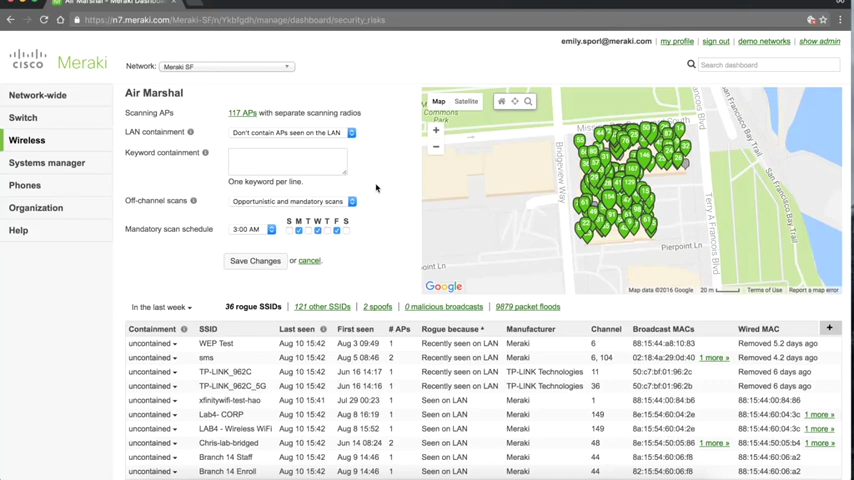 Air Marshal - Meraki Dashboa
https://n7.meraki.com/Meraki-SF/n/Ykbfgdh/manage/dashboard/security_risks
emily.sporl@meraki.com my profile sign out demo networks show admin
CISCO Meraki
Network: Meraki SF
Search dashboard
Network-wide
Switch
Wireless
Systems manager
Phones
Organization
Help
Air Marshal
Scanning APs 117 APs with separate scanning radios
LAN containment Don't contain APs seen on the LAN
Keyword containment
One keyword per line.
Off-channel scans Opportunistic and mandatory scans
S M T W T F S
Mandatory scan schedule 3:00 AM
Save Changes or cancel.
Map Satellite
Commons Park
Bridgeview Way
Terry A Francois Blvd
San Francisco Bay Trail
Pierpoint Ln
Google
Map data ©2016 Google 20 m Terms of Use Report a map error
In the last week 36 rogue SSIDs 121 other SSIDs 2 spoofs 0 malicious broadcasts 9879 packet floods
Containment SSID Last seen First seen # APs Rogue because Manufacturer Channel Broadcast MACs Wired MAC +
uncontained WEP Test Aug 10 15:42 Aug 3 09:49 1 Recently seen on LAN Meraki 6 88:15:44:a8:10:83 Removed 5.2 days ago
uncontained sms Aug 10 15:42 Aug 5 08:46 2 Recently seen on LAN Meraki 6, 104 02:18:4a:29:0d:40 1 more » Removed 4.2 days ago
uncontained TP-LINK_962C Aug 10 15:42 Jun 16 14:17 1 Recently seen on LAN TP-LINK Technologies 11 50:c7:bf:01:96:2c Removed 6 days ago
uncontained TP-LINK_962C_5G Aug 10 15:42 Jun 16 14:16 1 Recently seen on LAN TP-LINK Technologies 36 50:c7:bf:01:96:2b Removed 6 days ago
uncontained xfinitywifi-test-hao Aug 10 15:41 Jul 29 00:23 1 Seen on LAN Meraki 1 88:15:44:00:84:b6 88:15:44:00:84:86
uncontained Lab4- CORP Aug 10 15:42 Aug 8 16:19 1 Seen on LAN Meraki 149 8e:15:54:60:04:2e 88:15:44:60:04:3c 1 more »
uncontained LAB4 - Wireless WiFi Aug 10 15:42 Aug 8 15:52 1 Seen on LAN Meraki 149 8e:15:54:60:04:2e 88:15:44:60:04:3c 1 more »
uncontained Chris-lab-bridged Aug 10 15:42 Jun 14 08:24 2 Seen on LAN Meraki 48 8e:15:54:50:05:86 1 more » 88:15:44:50:05:b4 1 more »
uncontained Branch 14 Staff Aug 10 15:42 Aug 9 14:46 1 Seen on LAN Meraki 44 8e:15:54:60:06:f8 88:15:44:60:06:a2
uncontained Branch 14 Enroll Aug 10 15:42 Aug 9 14:46 1 Seen on LAN Meraki 44 82:15:54:60:06:f8 88:15:44:60:06:a2